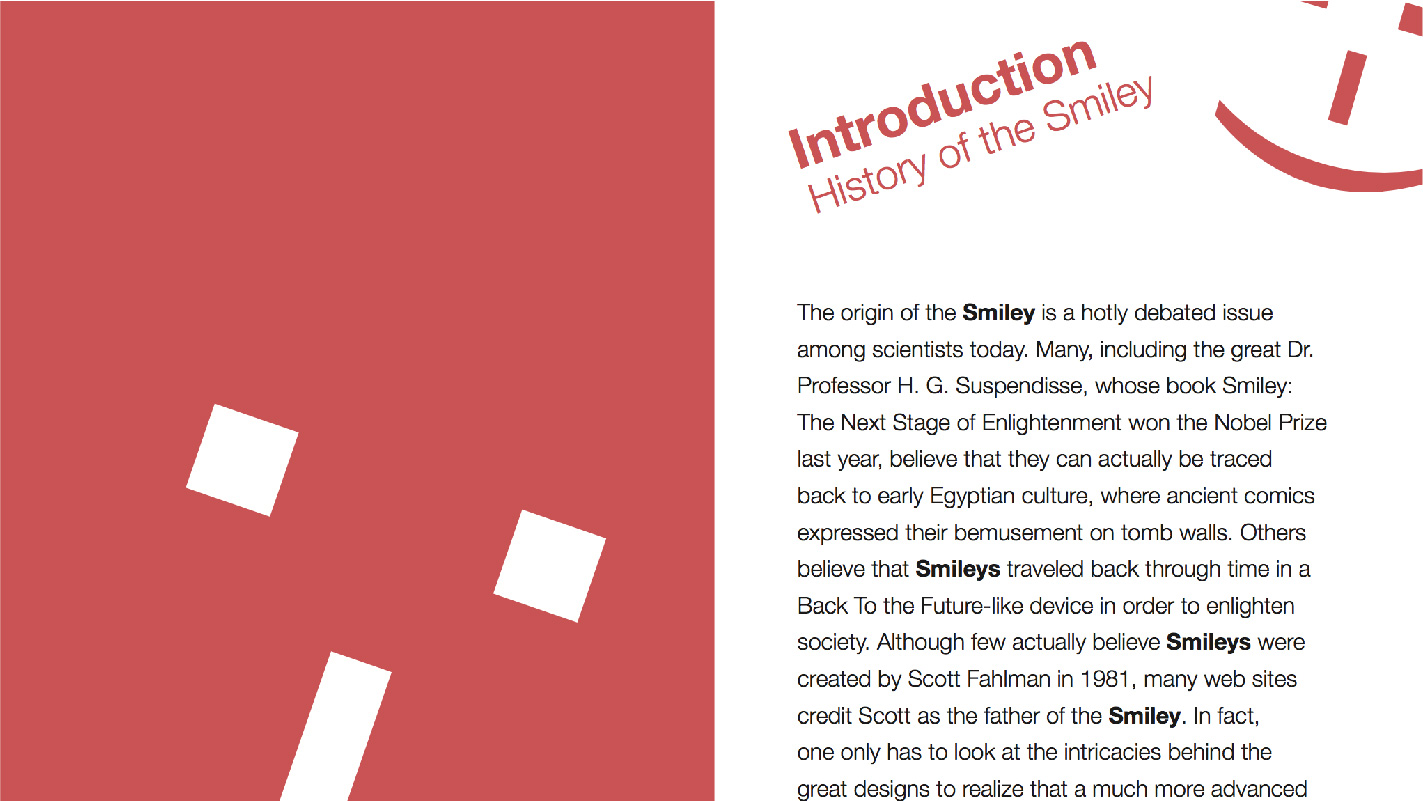 Introduction
History of the Smiley
The origin of the Smiley is a hotly debated issue
among scientists today. Many, including the great Dr.
Professor H. G. Suspendisse, whose book Smiley:
The Next Stage of Enlightenment won the Nobel Prize
last year, believe that they can actually be traced
back to early Egyptian culture, where ancient comics
expressed their bemusement on tomb walls. Others
believe that Smileys traveled back through time in a
Back To the Future-like device in order to enlighten
society. Although few actually believe Smileys were
created by Scott Fahlman in 1981, many web sites
credit Scott as the father of the Smiley. In fact,
one only has to look at the intricacies behind the
great designs to realize that a much more advanced